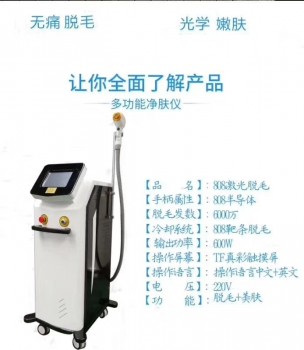 无痛 脱毛 光学 嫩肤
让你全面了解产品
多功能净肤仪
【品 名】:808激光脱毛
【手柄属性】:808半导体
【脱毛发数】:6000万
【冷却系统】:808靶条脱毛
【输出功率】:600W
【操作屏幕】:TF真彩触摸屏
【操作语言】:操作语言中文+英文
【电 压】:220V
【功 能】:脱毛+美肤